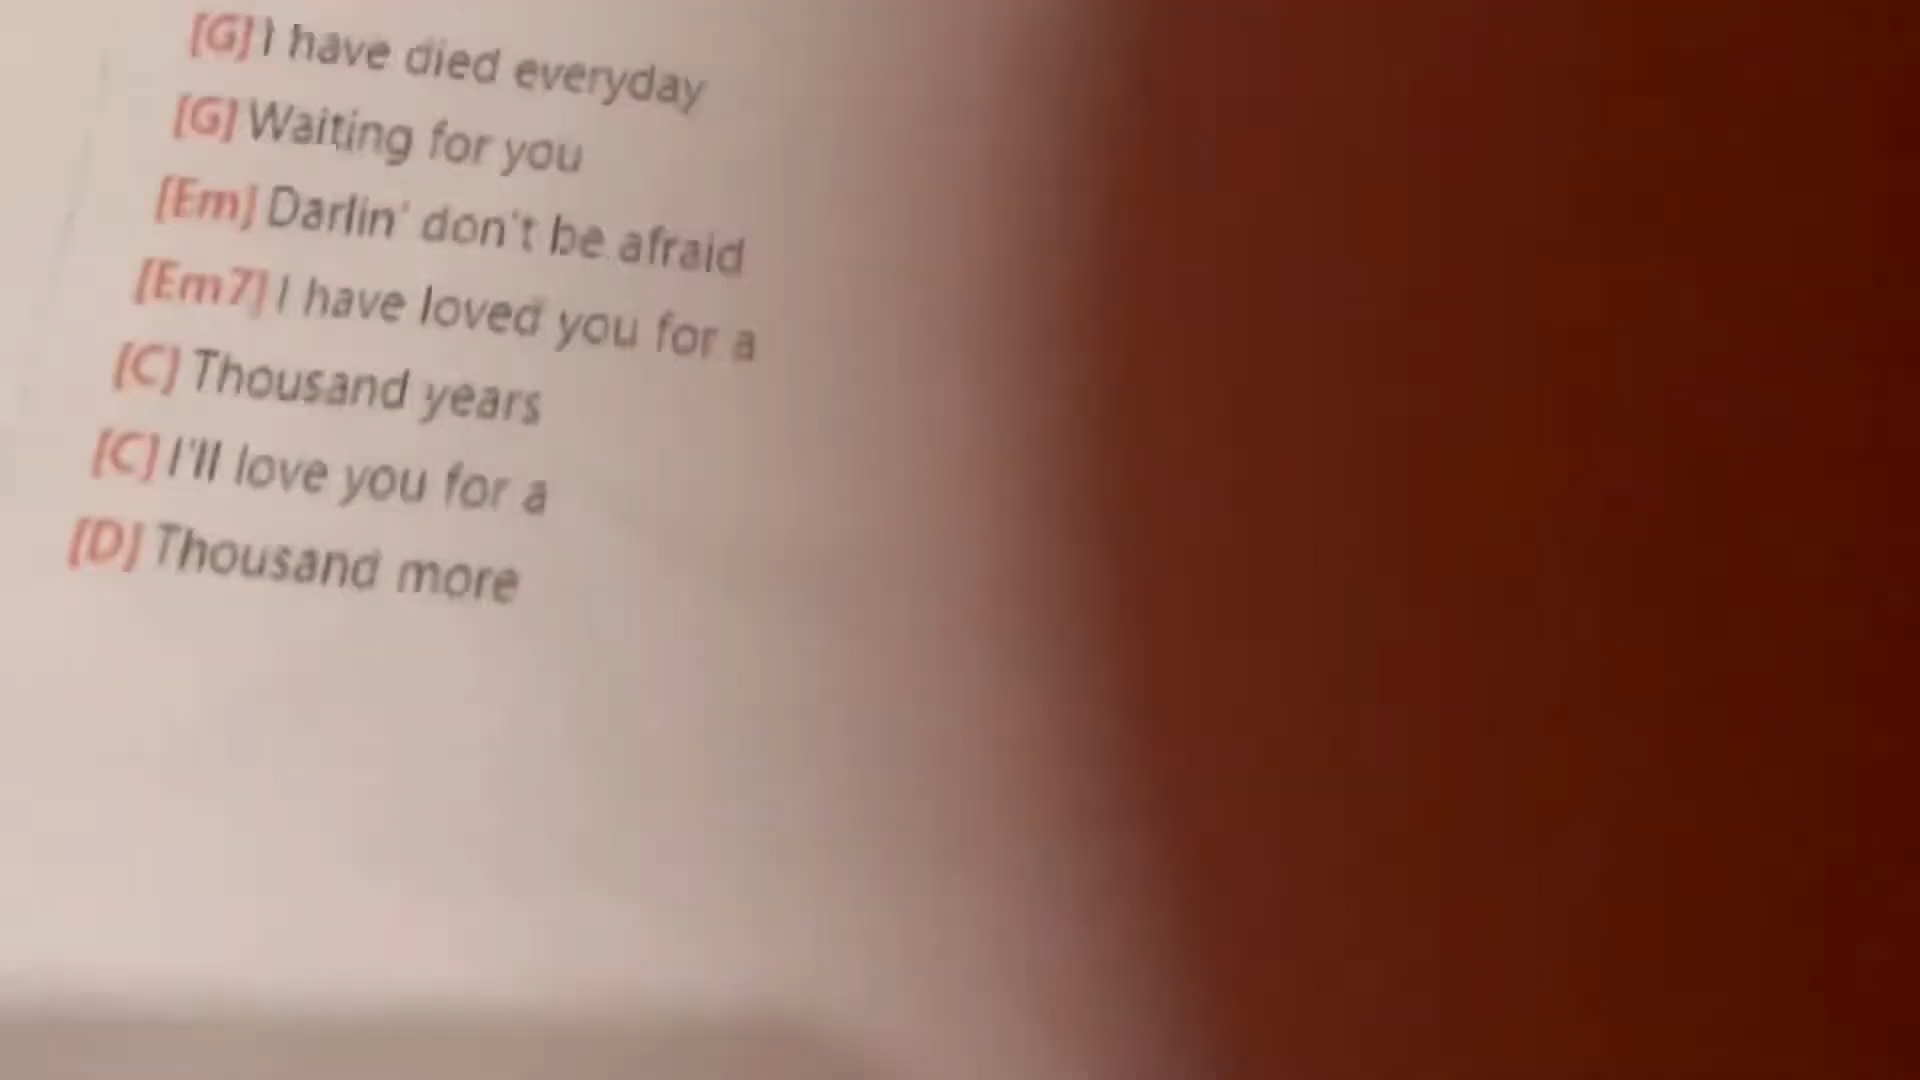 [G] I have died everyday
[G] Waiting for you
[Em] Darlin' don't be afraid
[Em7] I have loved you for a
[C] Thousand years
[C] I'll love you for a
[D] Thousand more